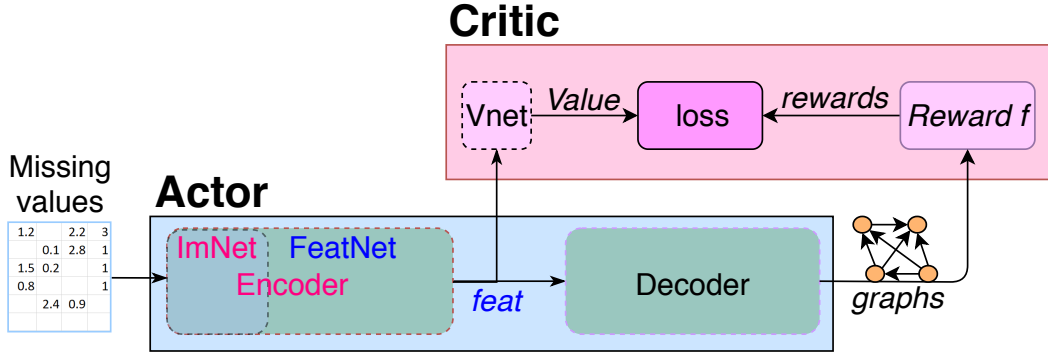 Critic
Vnet
Value
loss
rewards
Reward f
Missing
values
1.2 2.2 3
0.1 2.8 1
1.5 0.2 1
0.8 1
2.4 0.9
Actor
ImNet FeatNet
Encoder
feat
Decoder
graphs